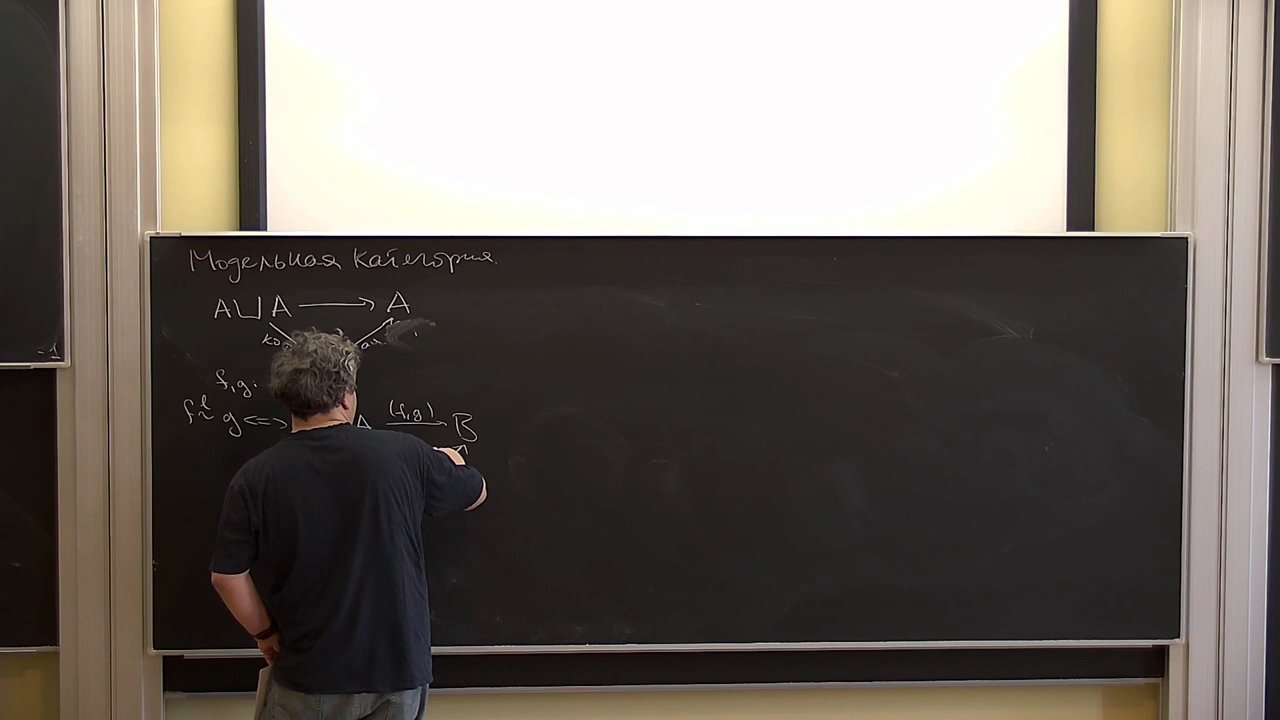 Модельная категория.
A⊔A → A
f, g:
f ~ˡ g <=> A (f,g) → B